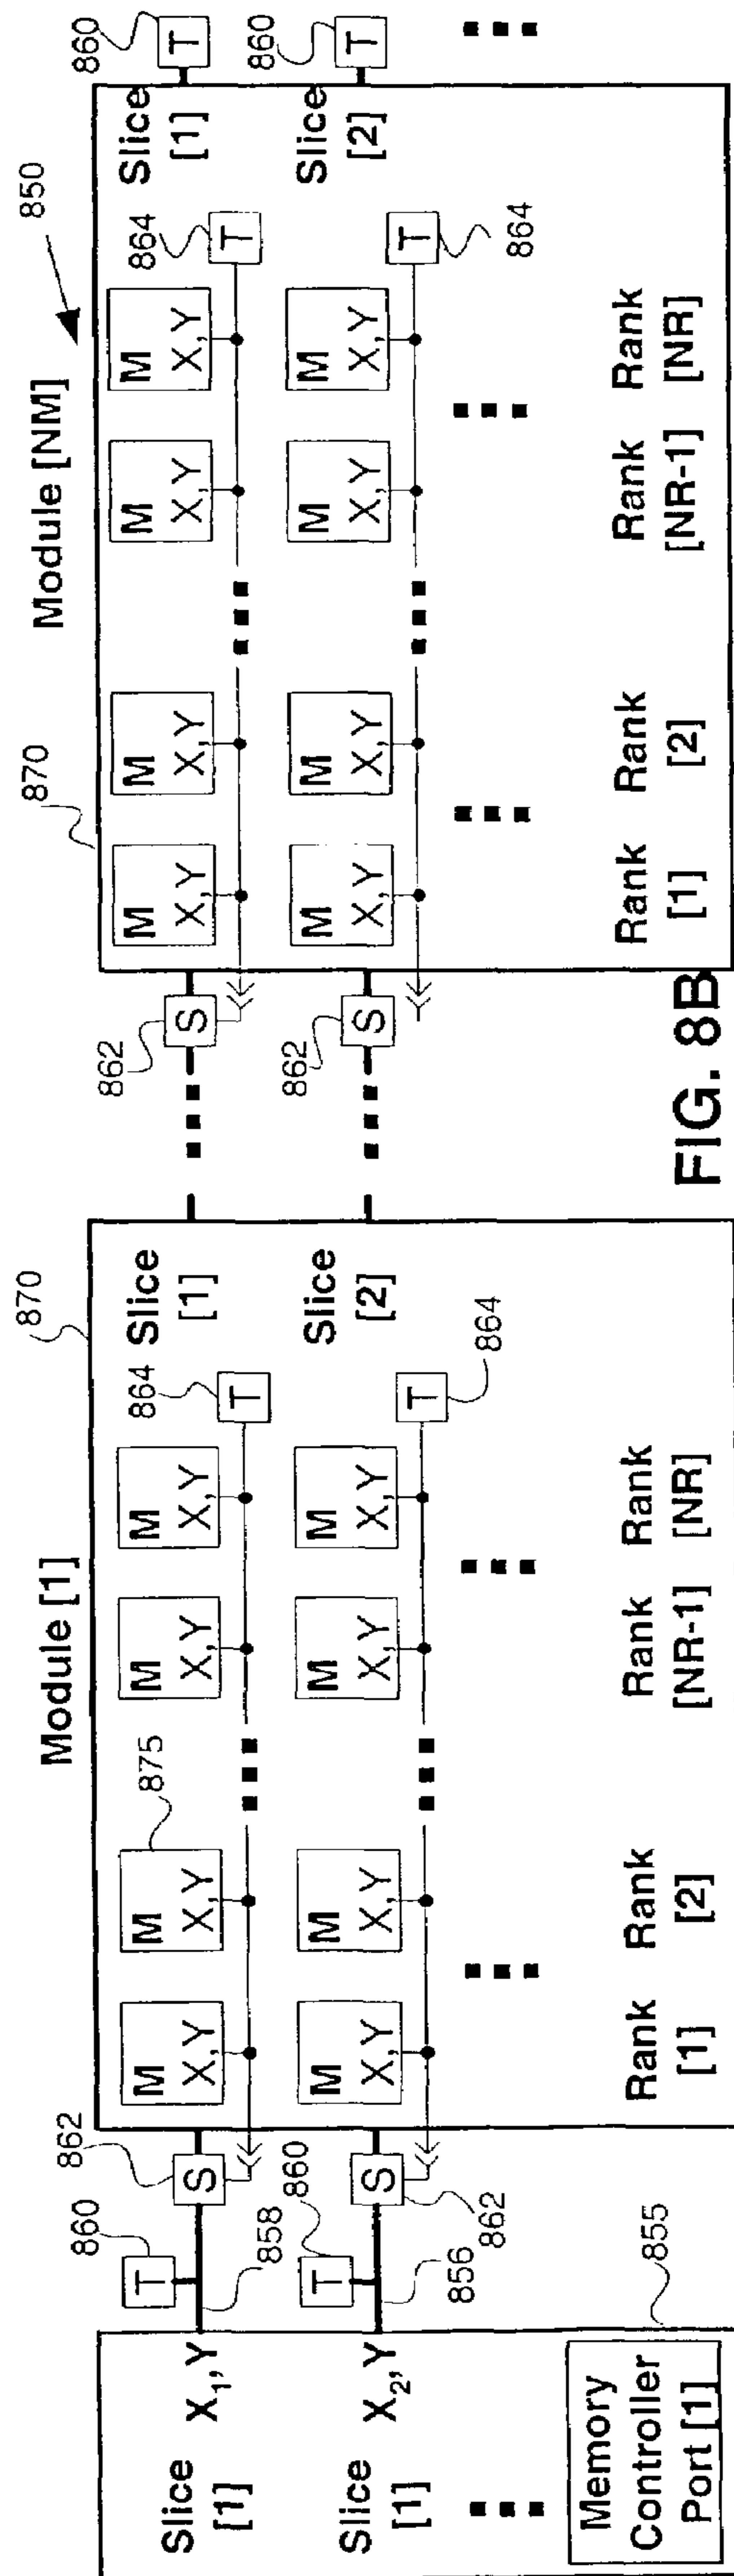 850
Module [1]
Module [NM]
870
870
860
T
860
T
Slice
[1]
X1, Y
858
862
S
M
X,Y
M
X,Y
875
M
X,Y
M
X,Y
864
T
Slice
[1]
862
S
M
X,Y
M
X,Y
M
X,Y
M
X,Y
864
T
Slice
[1]
860
T
Slice
[1]
X2, Y
856
862
S
M
X,Y
M
X,Y
M
X,Y
M
X,Y
864
T
Slice
[2]
862
S
M
X,Y
M
X,Y
M
X,Y
M
X,Y
864
T
Slice
[2]
860
T
Memory
Controller
Port [1]
855
Rank
[1]
Rank
[2]
Rank
[NR-1]
Rank
[NR]
Rank
[1]
Rank
[2]
Rank
[NR-1]
Rank
[NR]
FIG. 8B